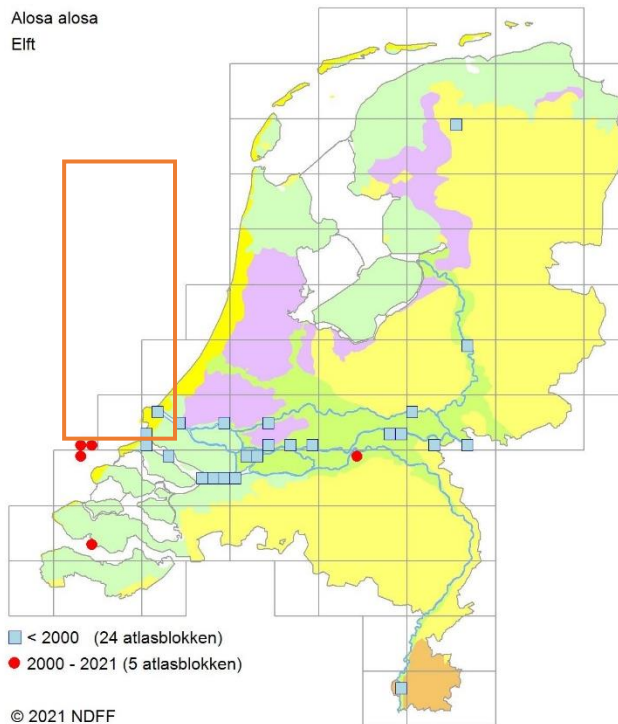 Alosa alosa
Elft
< 2000 (24 atlasblokken)
2000 - 2021 (5 atlasblokken)
© 2021 NDFF